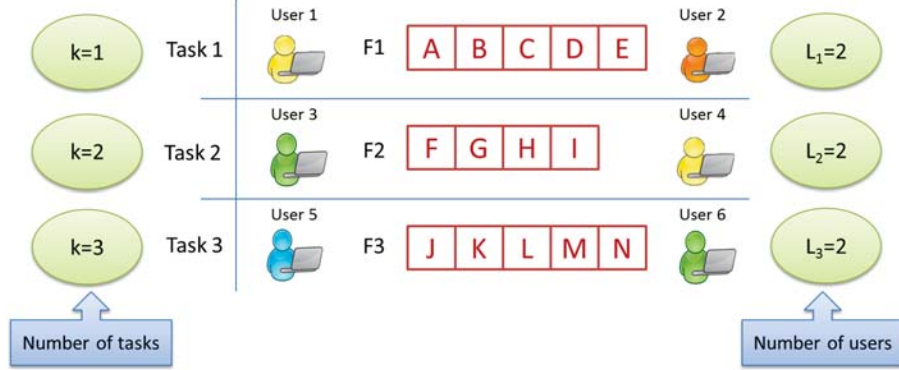 User 1
User 2
k=1
Task 1
F1
A B C D E
L₁=2
User 3
User 4
k=2
Task 2
F2
F G H I
L₂=2
User 5
User 6
k=3
Task 3
F3
J K L M N
L₃=2
Number of tasks
Number of users